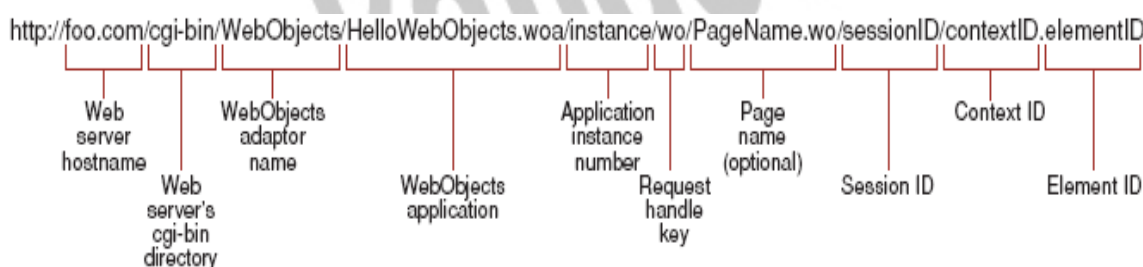 http://foo.com/cgi-bin/WebObjects/HelloWebObjects.woa/instance/wo/PageName.wo/sessionID/contextID.elementID
Web
server
hostname
Web
server's
cgi-bin
directory
WebObjects
adaptor
name
WebObjects
application
Application
instance
number
Request
handle
key
Page
name
(optional)
Session ID
Context ID
Element ID